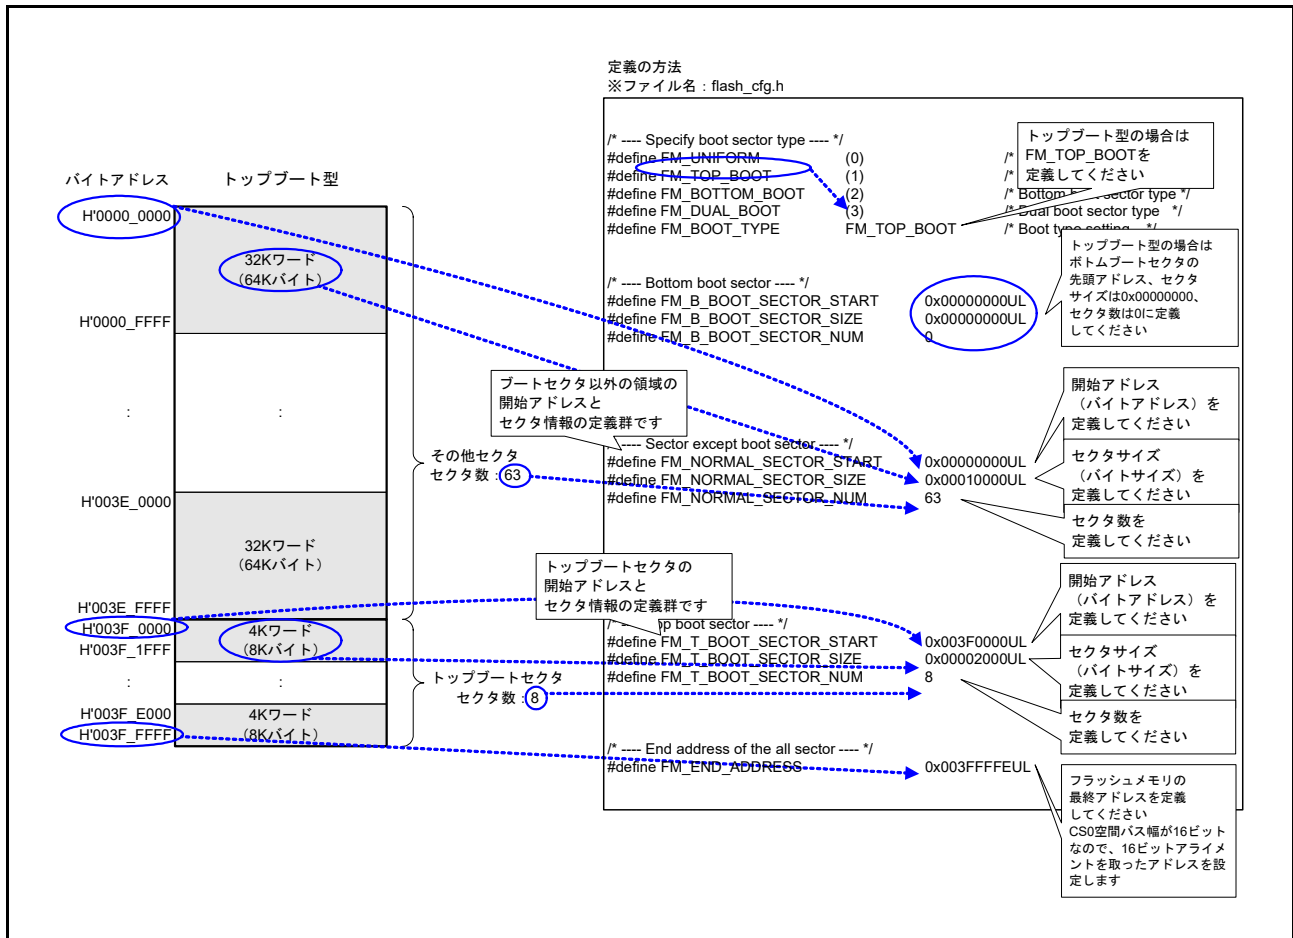 定義の方法
※ファイル名：flash_cfg.h
バイトアドレス
トップブート型
H'0000_0000
32Kワード
（64Kバイト）
H'0000_FFFF
:
:
H'003E_0000
32Kワード
（64Kバイト）
H'003E_FFFF
H'003F_0000
4Kワード
（8Kバイト）
H'003F_1FFF
:
:
H'003F_E000
4Kワード
（8Kバイト）
H'003F_FFFF
その他セクタ
セクタ数：63
トップブートセクタ
セクタ数：8
/* ---- Specify boot sector type ---- */
#define FM_UNIFORM (0) /*
#define FM_TOP_BOOT (1) /*
#define FM_BOTTOM_BOOT (2) /* Bottom sector type */
#define FM_DUAL_BOOT (3) /* Dual boot sector type */
#define FM_BOOT_TYPE FM_TOP_BOOT /* Boot type setting */
トップブート型の場合は
FM_TOP_BOOTを
定義してください
/* ---- Bottom boot sector ---- */
#define FM_B_BOOT_SECTOR_START 0x00000000UL
#define FM_B_BOOT_SECTOR_SIZE 0x00000000UL
#define FM_B_BOOT_SECTOR_NUM 0
トップブート型の場合は
ボトムブートセクタの
先頭アドレス、セクタ
サイズは0x00000000、
セクタ数は0に定義
してください
ブートセクタ以外の領域の
開始アドレスと
セクタ情報の定義群です
---- Sector except boot sector ---- */
#define FM_NORMAL_SECTOR_START 0x00000000UL
#define FM_NORMAL_SECTOR_SIZE 0x00010000UL
#define FM_NORMAL_SECTOR_NUM 63
開始アドレス
（バイトアドレス）を
定義してください
セクタサイズ
（バイトサイズ）を
定義してください
セクタ数を
定義してください
トップブートセクタの
開始アドレスと
セクタ情報の定義群です
/* ---- op boot sector ---- */
#define FM_T_BOOT_SECTOR_START 0x003F0000UL
#define FM_T_BOOT_SECTOR_SIZE 0x00002000UL
#define FM_T_BOOT_SECTOR_NUM 8
開始アドレス
（バイトアドレス）を
定義してください
セクタサイズ
（バイトサイズ）を
定義してください
セクタ数を
定義してください
/* ---- End address of the all sector ---- */
#define FM_END_ADDRESS 0x003FFFFEUL
フラッシュメモリの
最終アドレスを定義
してください
CS0空間バス幅が16ビット
なので、16ビットアライメ
ントを取ったアドレスを設
定します